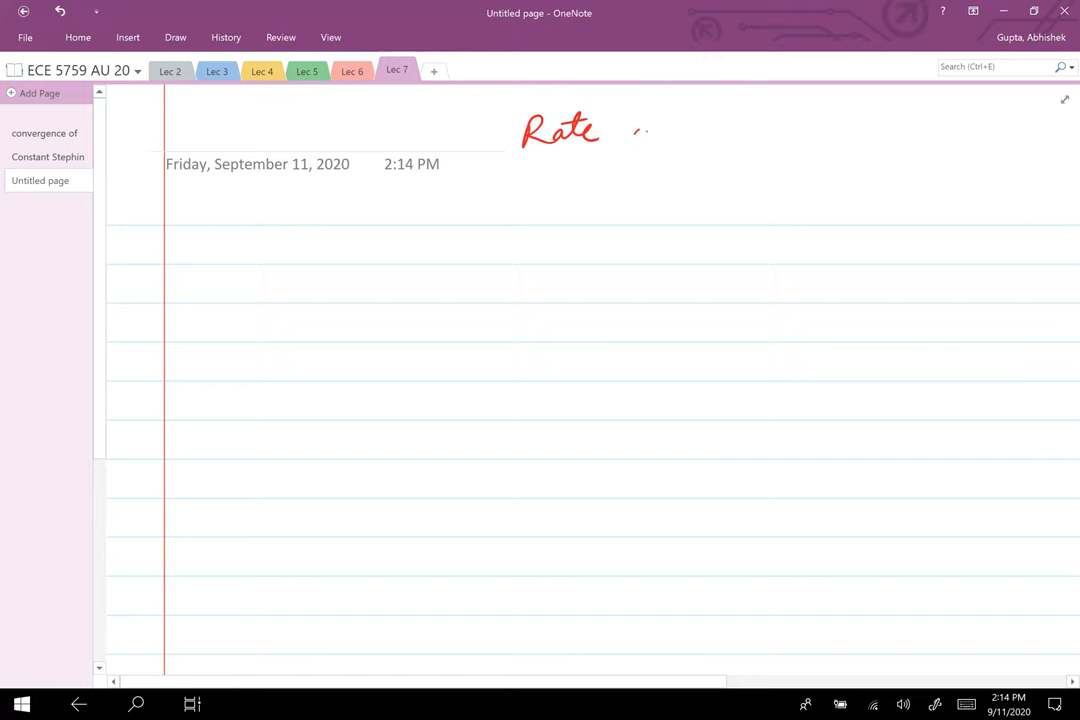 Untitled page - OneNote
File Home Insert Draw History Review View Gupta, Abhishek
ECE 5759 AU 20 Lec 2 Lec 3 Lec 4 Lec 5 Lec 6 Lec 7 Search (Ctrl+E)
Add Page
convergence of
Constant Stephin
Untitled page
Rate
Friday, September 11, 2020 2:14 PM
2:14 PM
9/11/2020